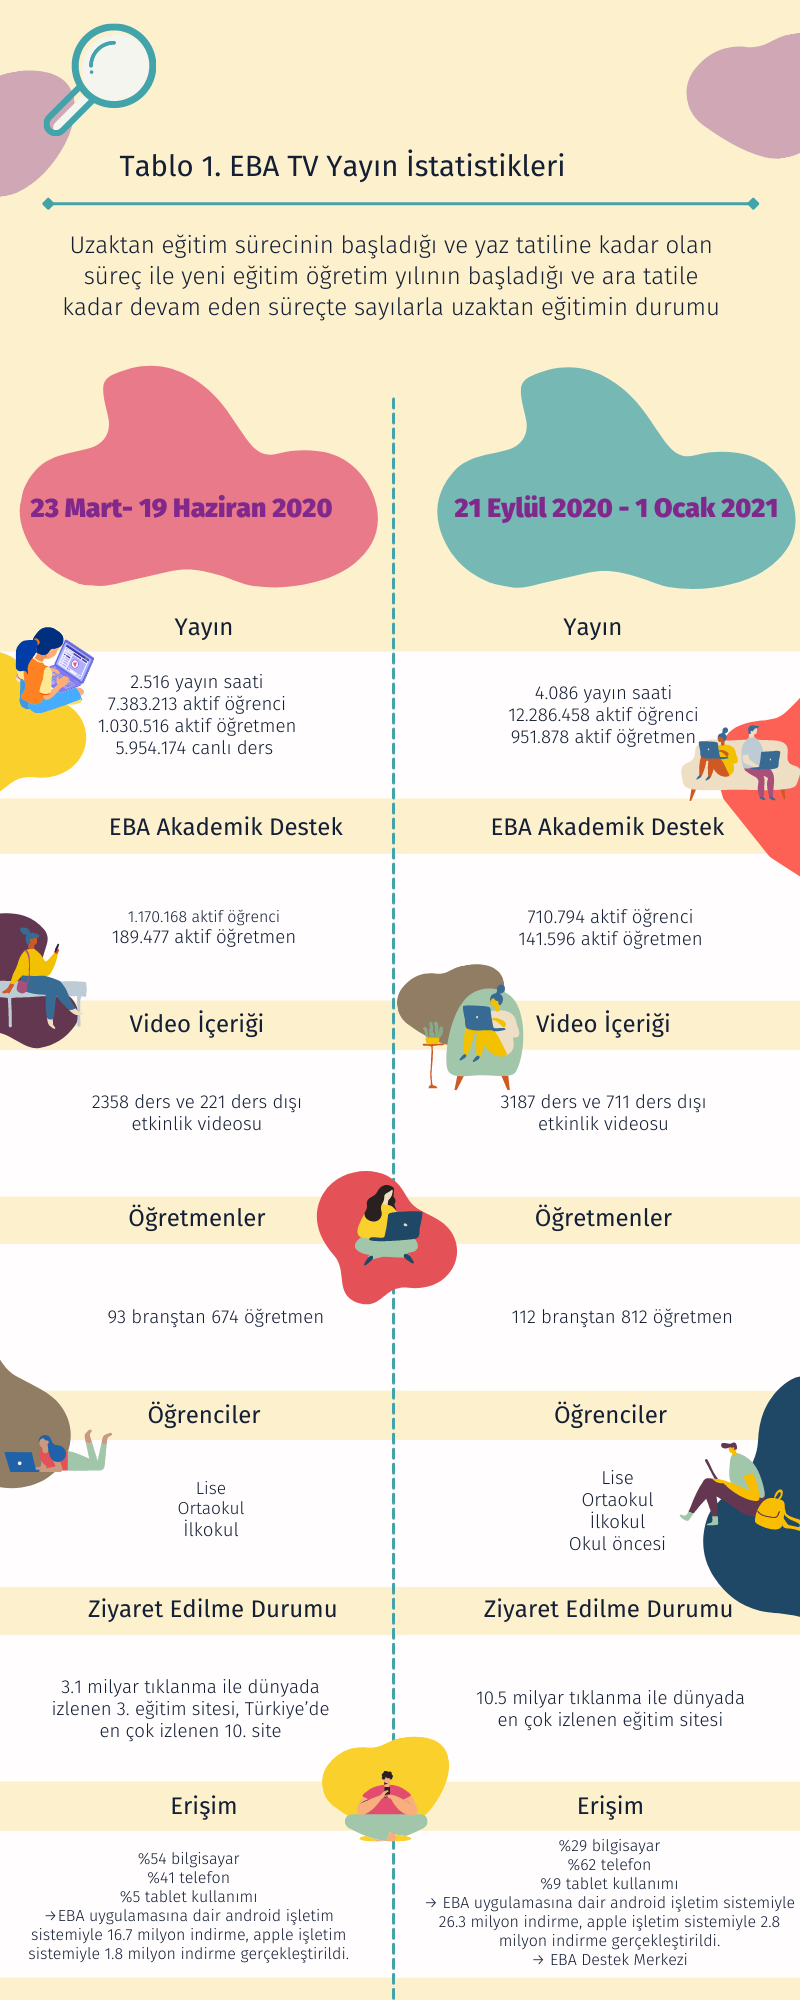 Tablo 1. EBA TV Yayın İstatistikleri
Uzaktan eğitim sürecinin başladığı ve yaz tatiline kadar olan
süreç ile yeni eğitim öğretim yılının başladığı ve ara tatile
kadar devam eden süreçte sayılarla uzaktan eğitimin durumu
23 Mart- 19 Haziran 2020
Yayın
2.516 yayın saati
7.383.213 aktif öğrenci
1.030.516 aktif öğretmen
5.954.174 canlı ders
EBA Akademik Destek
1.170.168 aktif öğrenci
189.477 aktif öğretmen
Video İçeriği
2358 ders ve 221 ders dışı
etkinlik videosu
Öğretmenler
93 branştan 674 öğretmen
Öğrenciler
Lise
Ortaokul
İlkokul
Ziyaret Edilme Durumu
3.1 milyar tıklanma ile dünyada
izlenen 3. eğitim sitesi, Türkiye’de
en çok izlenen 10. site
Erişim
%54 bilgisayar
%41 telefon
%5 tablet kullanımı
→EBA uygulamasına dair android işletim
sistemiyle 16.7 milyon indirme, apple işletim
sistemiyle 1.8 milyon indirme gerçekleştirildi.
21 Eylül 2020 - 1 Ocak 2021
Yayın
4.086 yayın saati
12.286.458 aktif öğrenci
951.878 aktif öğretmen
EBA Akademik Destek
710.794 aktif öğrenci
141.596 aktif öğretmen
Video İçeriği
3187 ders ve 711 ders dışı
etkinlik videosu
Öğretmenler
112 branştan 812 öğretmen
Öğrenciler
Lise
Ortaokul
İlkokul
Okul öncesi
Ziyaret Edilme Durumu
10.5 milyar tıklanma ile dünyada
en çok izlenen eğitim sitesi
Erişim
%29 bilgisayar
%62 telefon
%9 tablet kullanımı
→ EBA uygulamasına dair android işletim sistemiyle
26.3 milyon indirme, apple işletim sistemiyle 2.8
milyon indirme gerçekleştirildi.
→ EBA Destek Merkezi